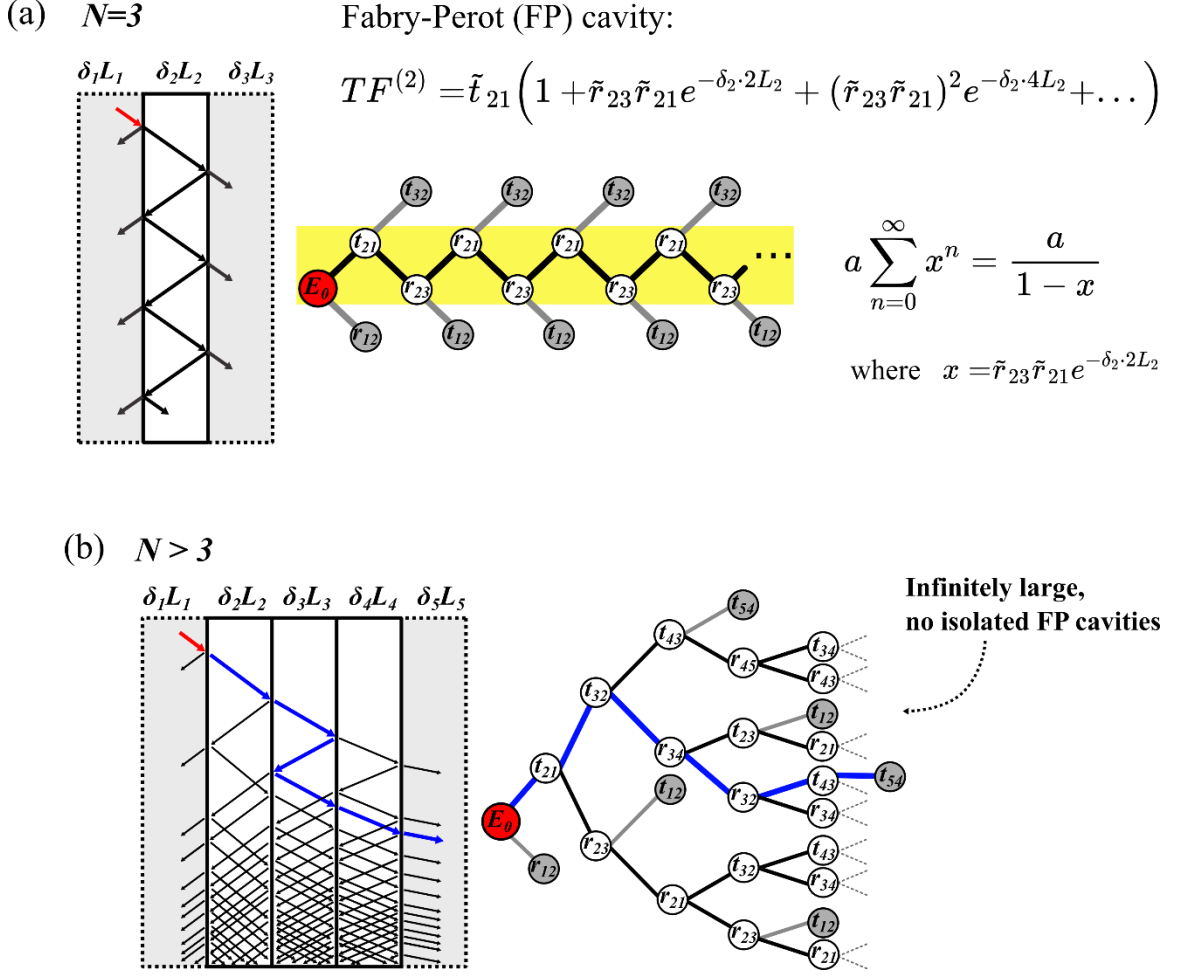 (a) N=3
Fabry-Perot (FP) cavity:
δ₁L₁ δ₂L₂ δ₃L₃
TF⁽²⁾ = t̃₂₁(1 + r̃₂₃r̃₂₁e^{−δ₂·2L₂} + (r̃₂₃r̃₂₁)²e^{−δ₂·4L₂} + ...)
t₃₂ t₃₂ t₃₂ t₃₂
t₂₁ r₂₁ r₂₁ r₂₁ ...
E₀ r₂₃ r₂₃ r₂₃ r₂₃
r₁₂ t₁₂ t₁₂ t₁₂ t₁₂
a ∑_{n=0}^{∞} xⁿ = a/(1 − x)
where x = r̃₂₃r̃₂₁e^{−δ₂·2L₂}
(b) N > 3
δ₁L₁ δ₂L₂ δ₃L₃ δ₄L₄ δ₅L₅
Infinitely large,
no isolated FP cavities
t₅₄
t₄₃ t₃₄
r₄₅
r₄₃
t₃₂ t₁₂
r₃₄ t₂₃
r₂₁
t₂₁ t₁₂ t₄₃ t₅₄
r₃₂
E₀ r₃₄
r₂₃ t₄₃
r₁₂ t₃₂
r₃₄
r₂₁ t₁₂
r₂₃
r₂₁